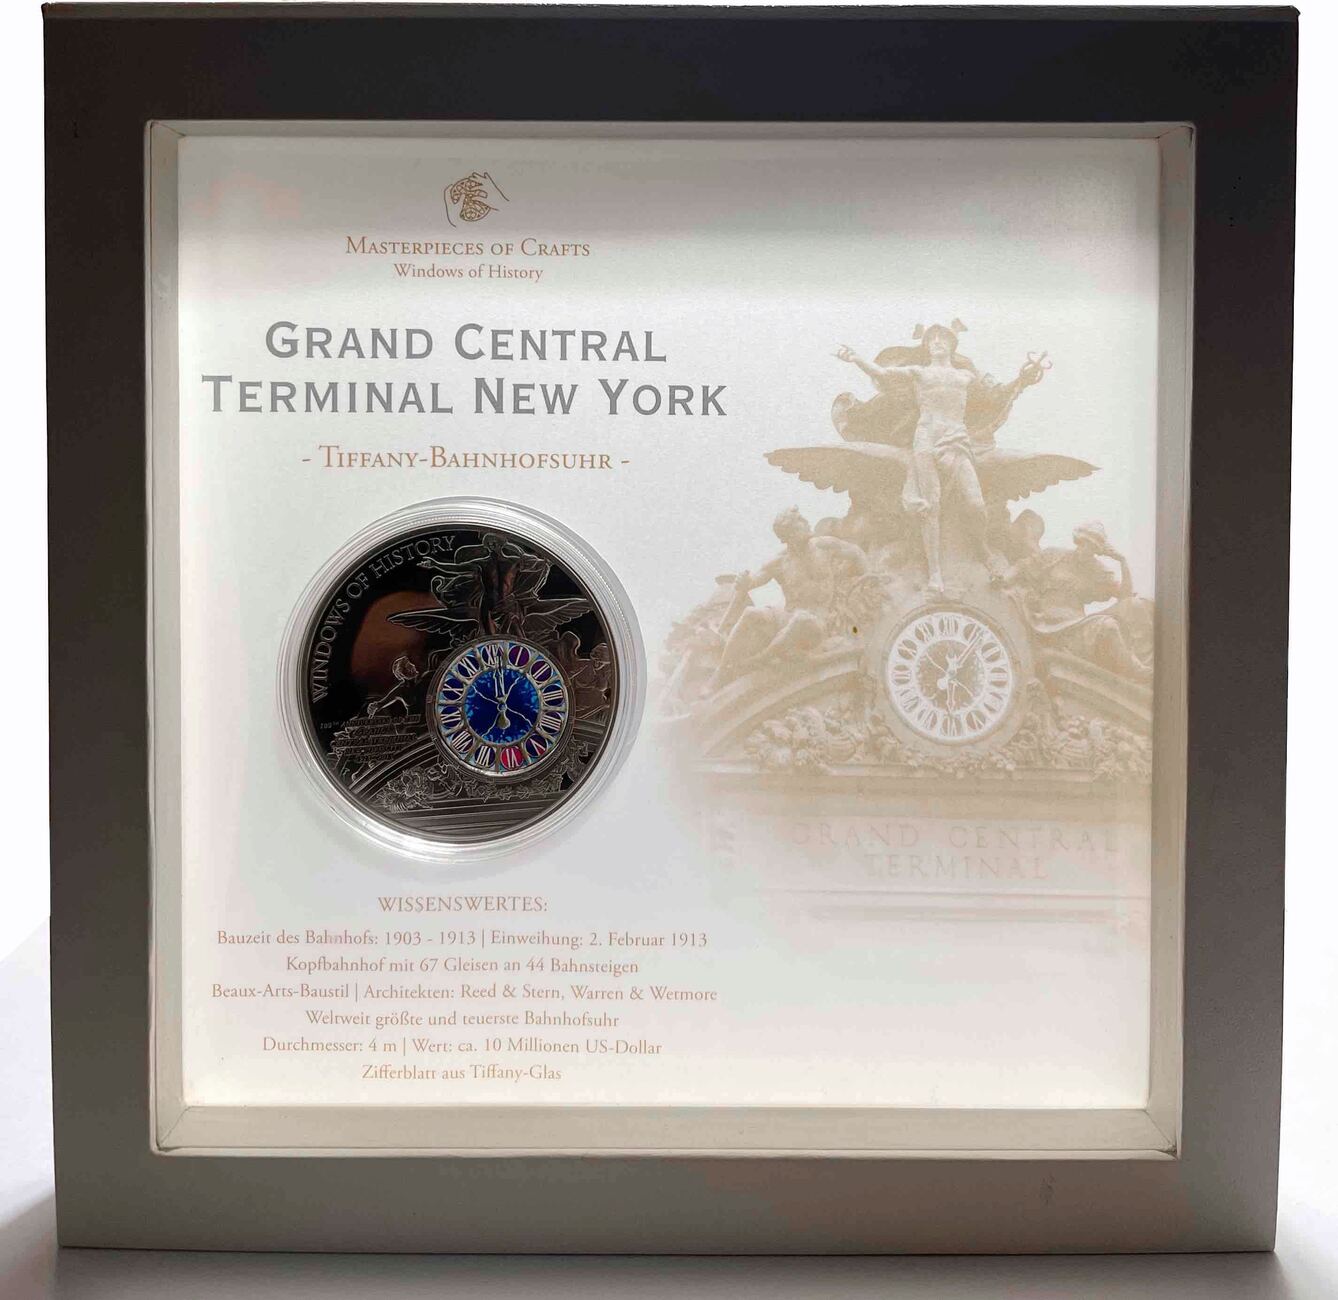 MASTERPIECES OF CRAFTS
Windows of History
GRAND CENTRAL
TERMINAL NEW YORK
- TIFFANY-BAHNHOFSUHR -
WINDOWS OF HISTORY
GRAND CENTRAL
TERMINAL
WISSENSWERTES:
Bauzeit des Bahnhofs: 1903 - 1913 | Einweihung: 2. Februar 1913
Kopfbahnhof mit 67 Gleisen an 44 Bahnsteigen
Beaux-Arts-Baustil | Architekten: Reed & Stern, Warren & Wetmore
Weltweit größte und teuerste Bahnhofsuhr
Durchmesser: 4 m | Wert: ca. 10 Millionen US-Dollar
Zifferblatt aus Tiffany-Glas